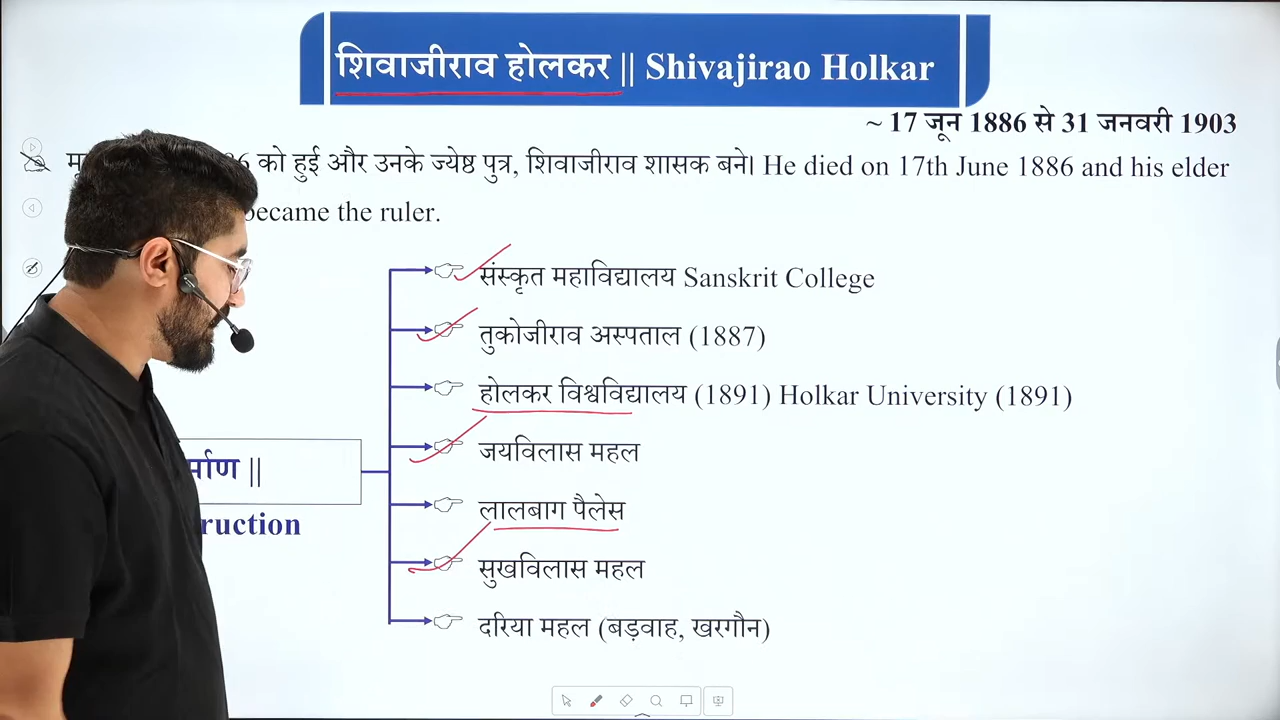 शिवाजीराव होलकर || Shivajirao Holkar
~ 17 जून 1886 से 31 जनवरी 1903
को हुई और उनके ज्येष्ठ पुत्र, शिवाजीराव शासक बने। He died on 17th June 1886 and his elder
became the ruler.
संस्कृत महाविद्यालय Sanskrit College
तुकोजीराव अस्पताल (1887)
होलकर विश्वविद्यालय (1891) Holkar University (1891)
जयविलास महल
||
लालबाग पैलेस
सुखविलास महल
दरिया महल (बड़वाह, खरगौन)